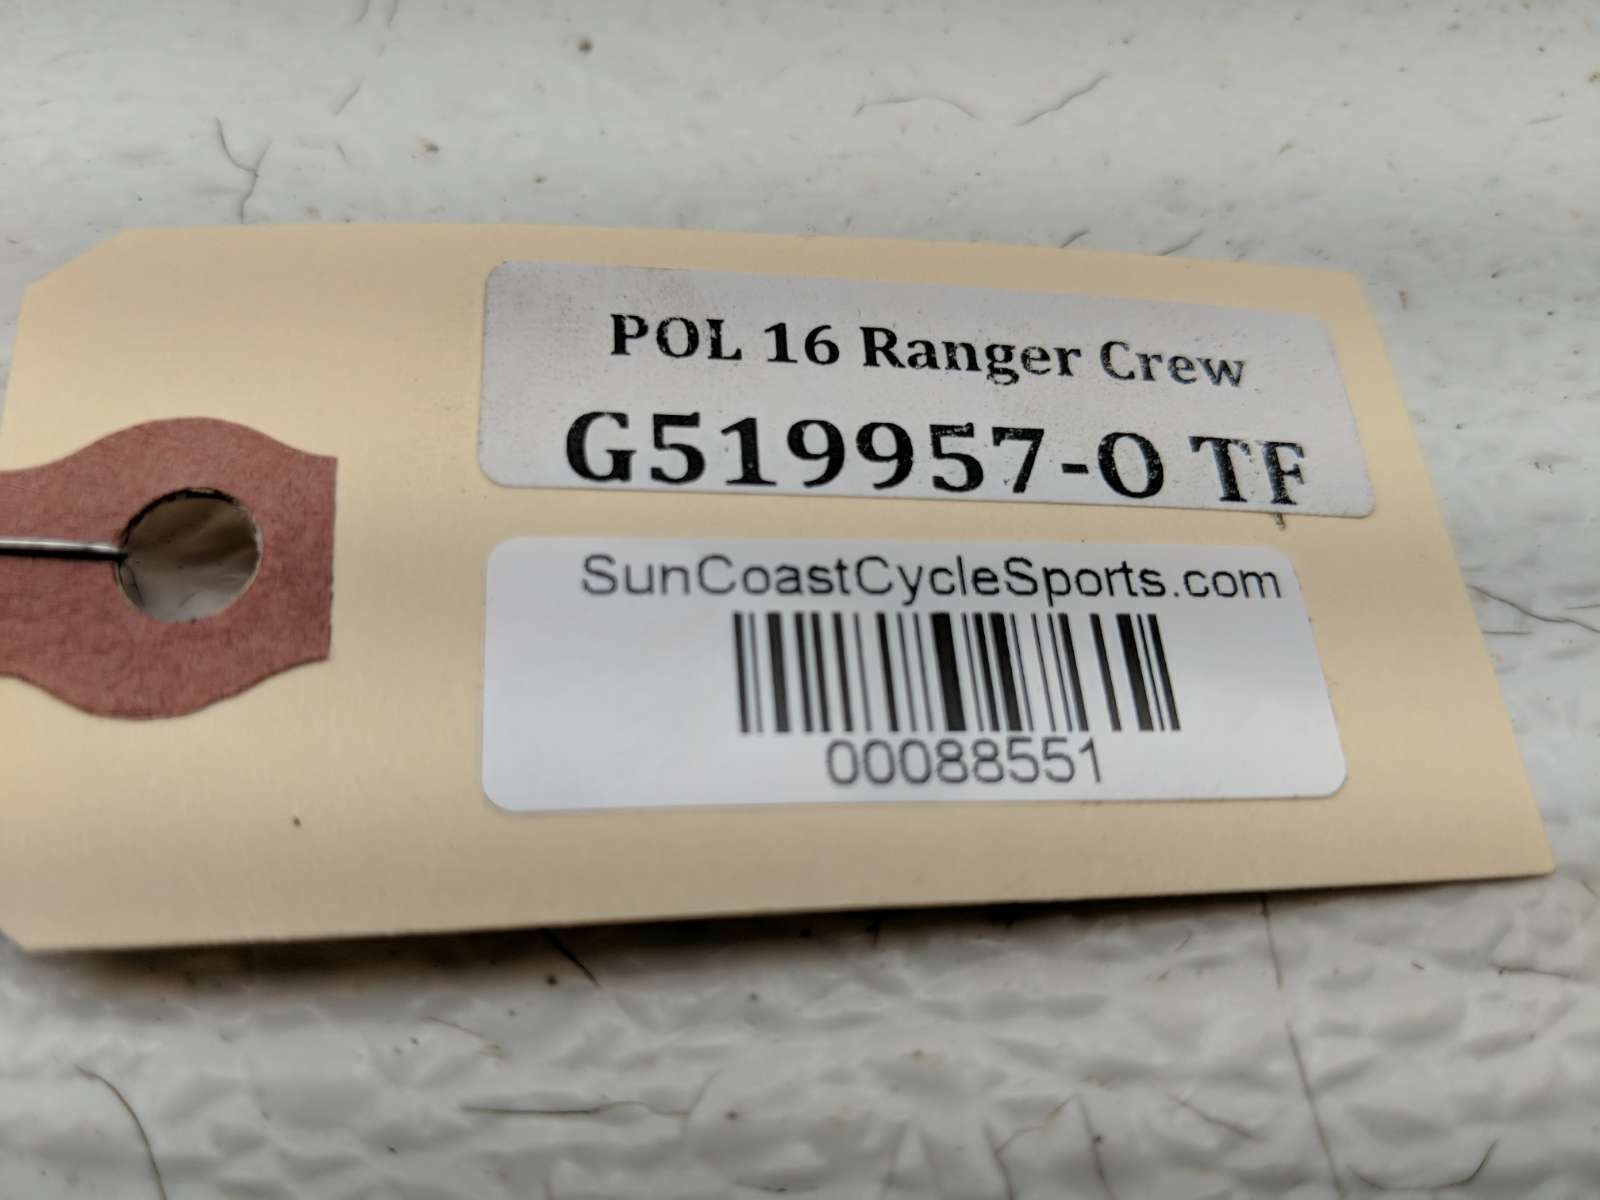 POL 16 Ranger Crew
G519957-O TF
SunCoastCycleSports.com
00088551